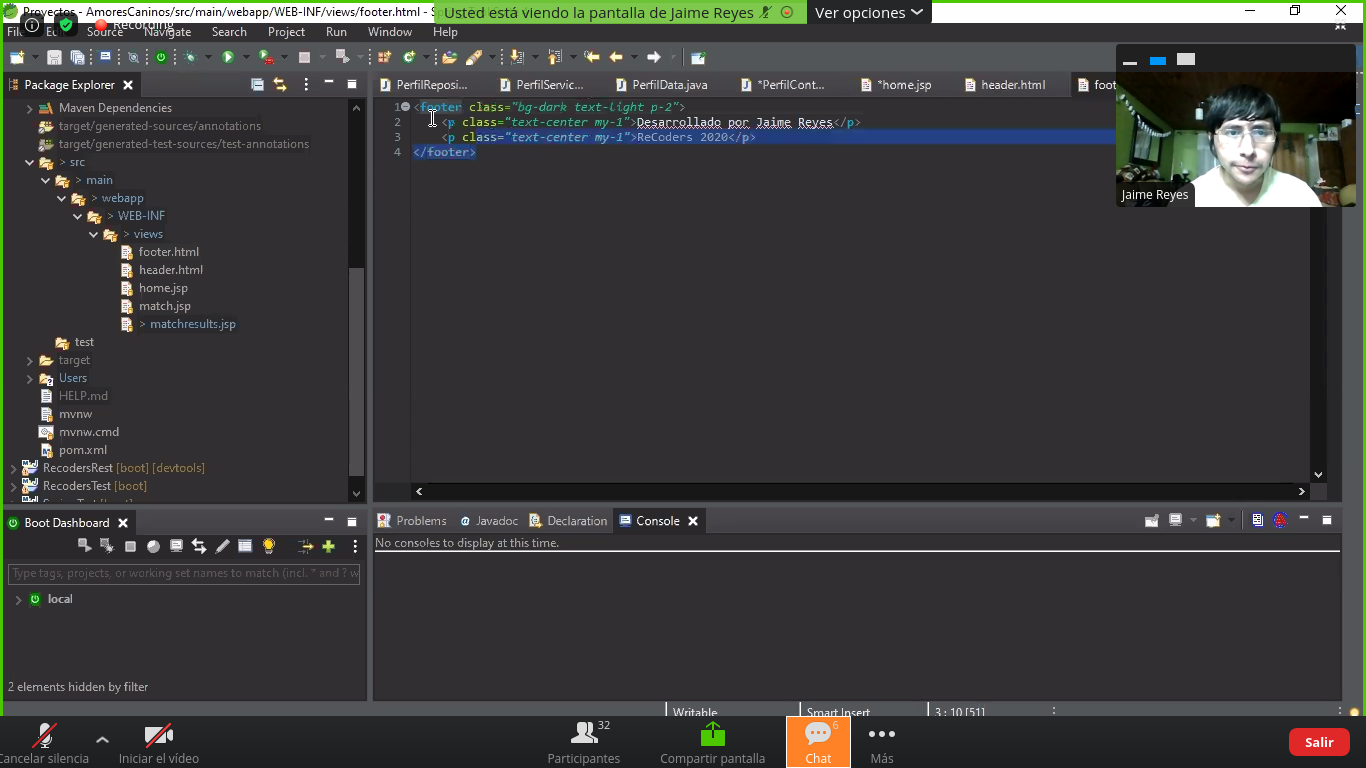 Proyectos - AmoresCaninos/src/main/webapp/WEB-INF/views/footer.html - S
Usted está viendo la pantalla de Jaime Reyes
Ver opciones
Recording
Source Navigate Search Project Run Window Help
Package Explorer
PerfilReposi... PerfilServic... PerfilData.java *PerfilCont... *home.jsp header.html foot
Maven Dependencies
target/generated-sources/annotations
target/generated-test-sources/test-annotations
> src
> main
> webapp
> WEB-INF
> views
footer.html
header.html
home.jsp
match.jsp
> matchresults.jsp
test
target
Users
HELP.md
mvnw
mvnw.cmd
pom.xml
RecodersRest [boot] [devtools]
RecodersTest [boot]
1 <footer class="bg-dark text-light p-2">
2 <p class="text-center my-1">Desarrollado por Jaime Reyes</p>
3 <p class="text-center my-1">ReCoders 2020</p>
4 </footer>
Jaime Reyes
Boot Dashboard
Type tags, projects, or working set names to match (incl. * and ? w
local
2 elements hidden by filter
Problems Javadoc Declaration Console
No consoles to display at this time.
Writable Smart Insert 3 : 10 [51]
Cancelar silencia
Iniciar el vídeo
32
Participantes
Compartir pantalla
6
Chat
Más
Salir